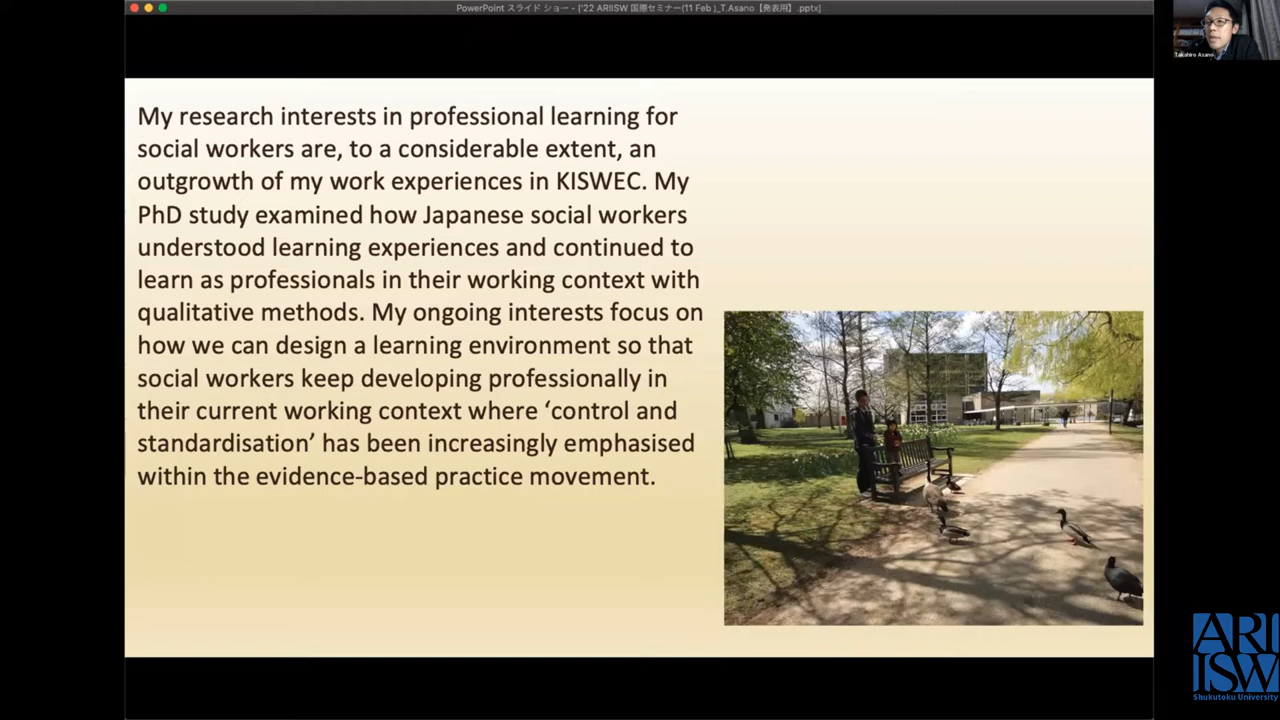 PowerPoint スライド ショー - ['22 ARIISW 国際セミナー(11 Feb )_T.Asano【発表用】.pptx]
Takahiro Asano
My research interests in professional learning for
social workers are, to a considerable extent, an
outgrowth of my work experiences in KISWEC. My
PhD study examined how Japanese social workers
understood learning experiences and continued to
learn as professionals in their working context with
qualitative methods. My ongoing interests focus on
how we can design a learning environment so that
social workers keep developing professionally in
their current working context where ‘control and
standardisation’ has been increasingly emphasised
within the evidence-based practice movement.
ARI
ISW
Shukutoku University